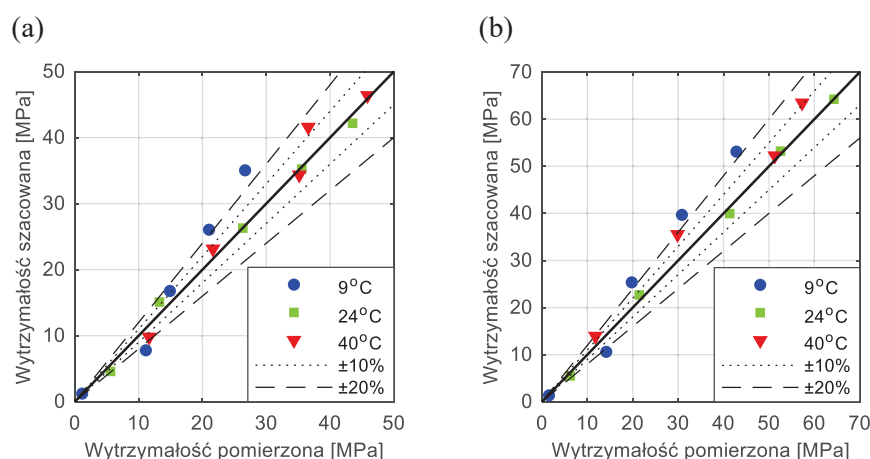 (a)
(b)
Wytrzymałość szacowana [MPa]
50
40
30
20
10
0
9°C
24°C
40°C
±10%
±20%
0 10 20 30 40 50
Wytrzymałość pomierzona [MPa]
Wytrzymałość szacowana [MPa]
70
60
50
40
30
20
10
0
9°C
24°C
40°C
±10%
±20%
0 10 20 30 40 50 60 70
Wytrzymałość pomierzona [MPa]